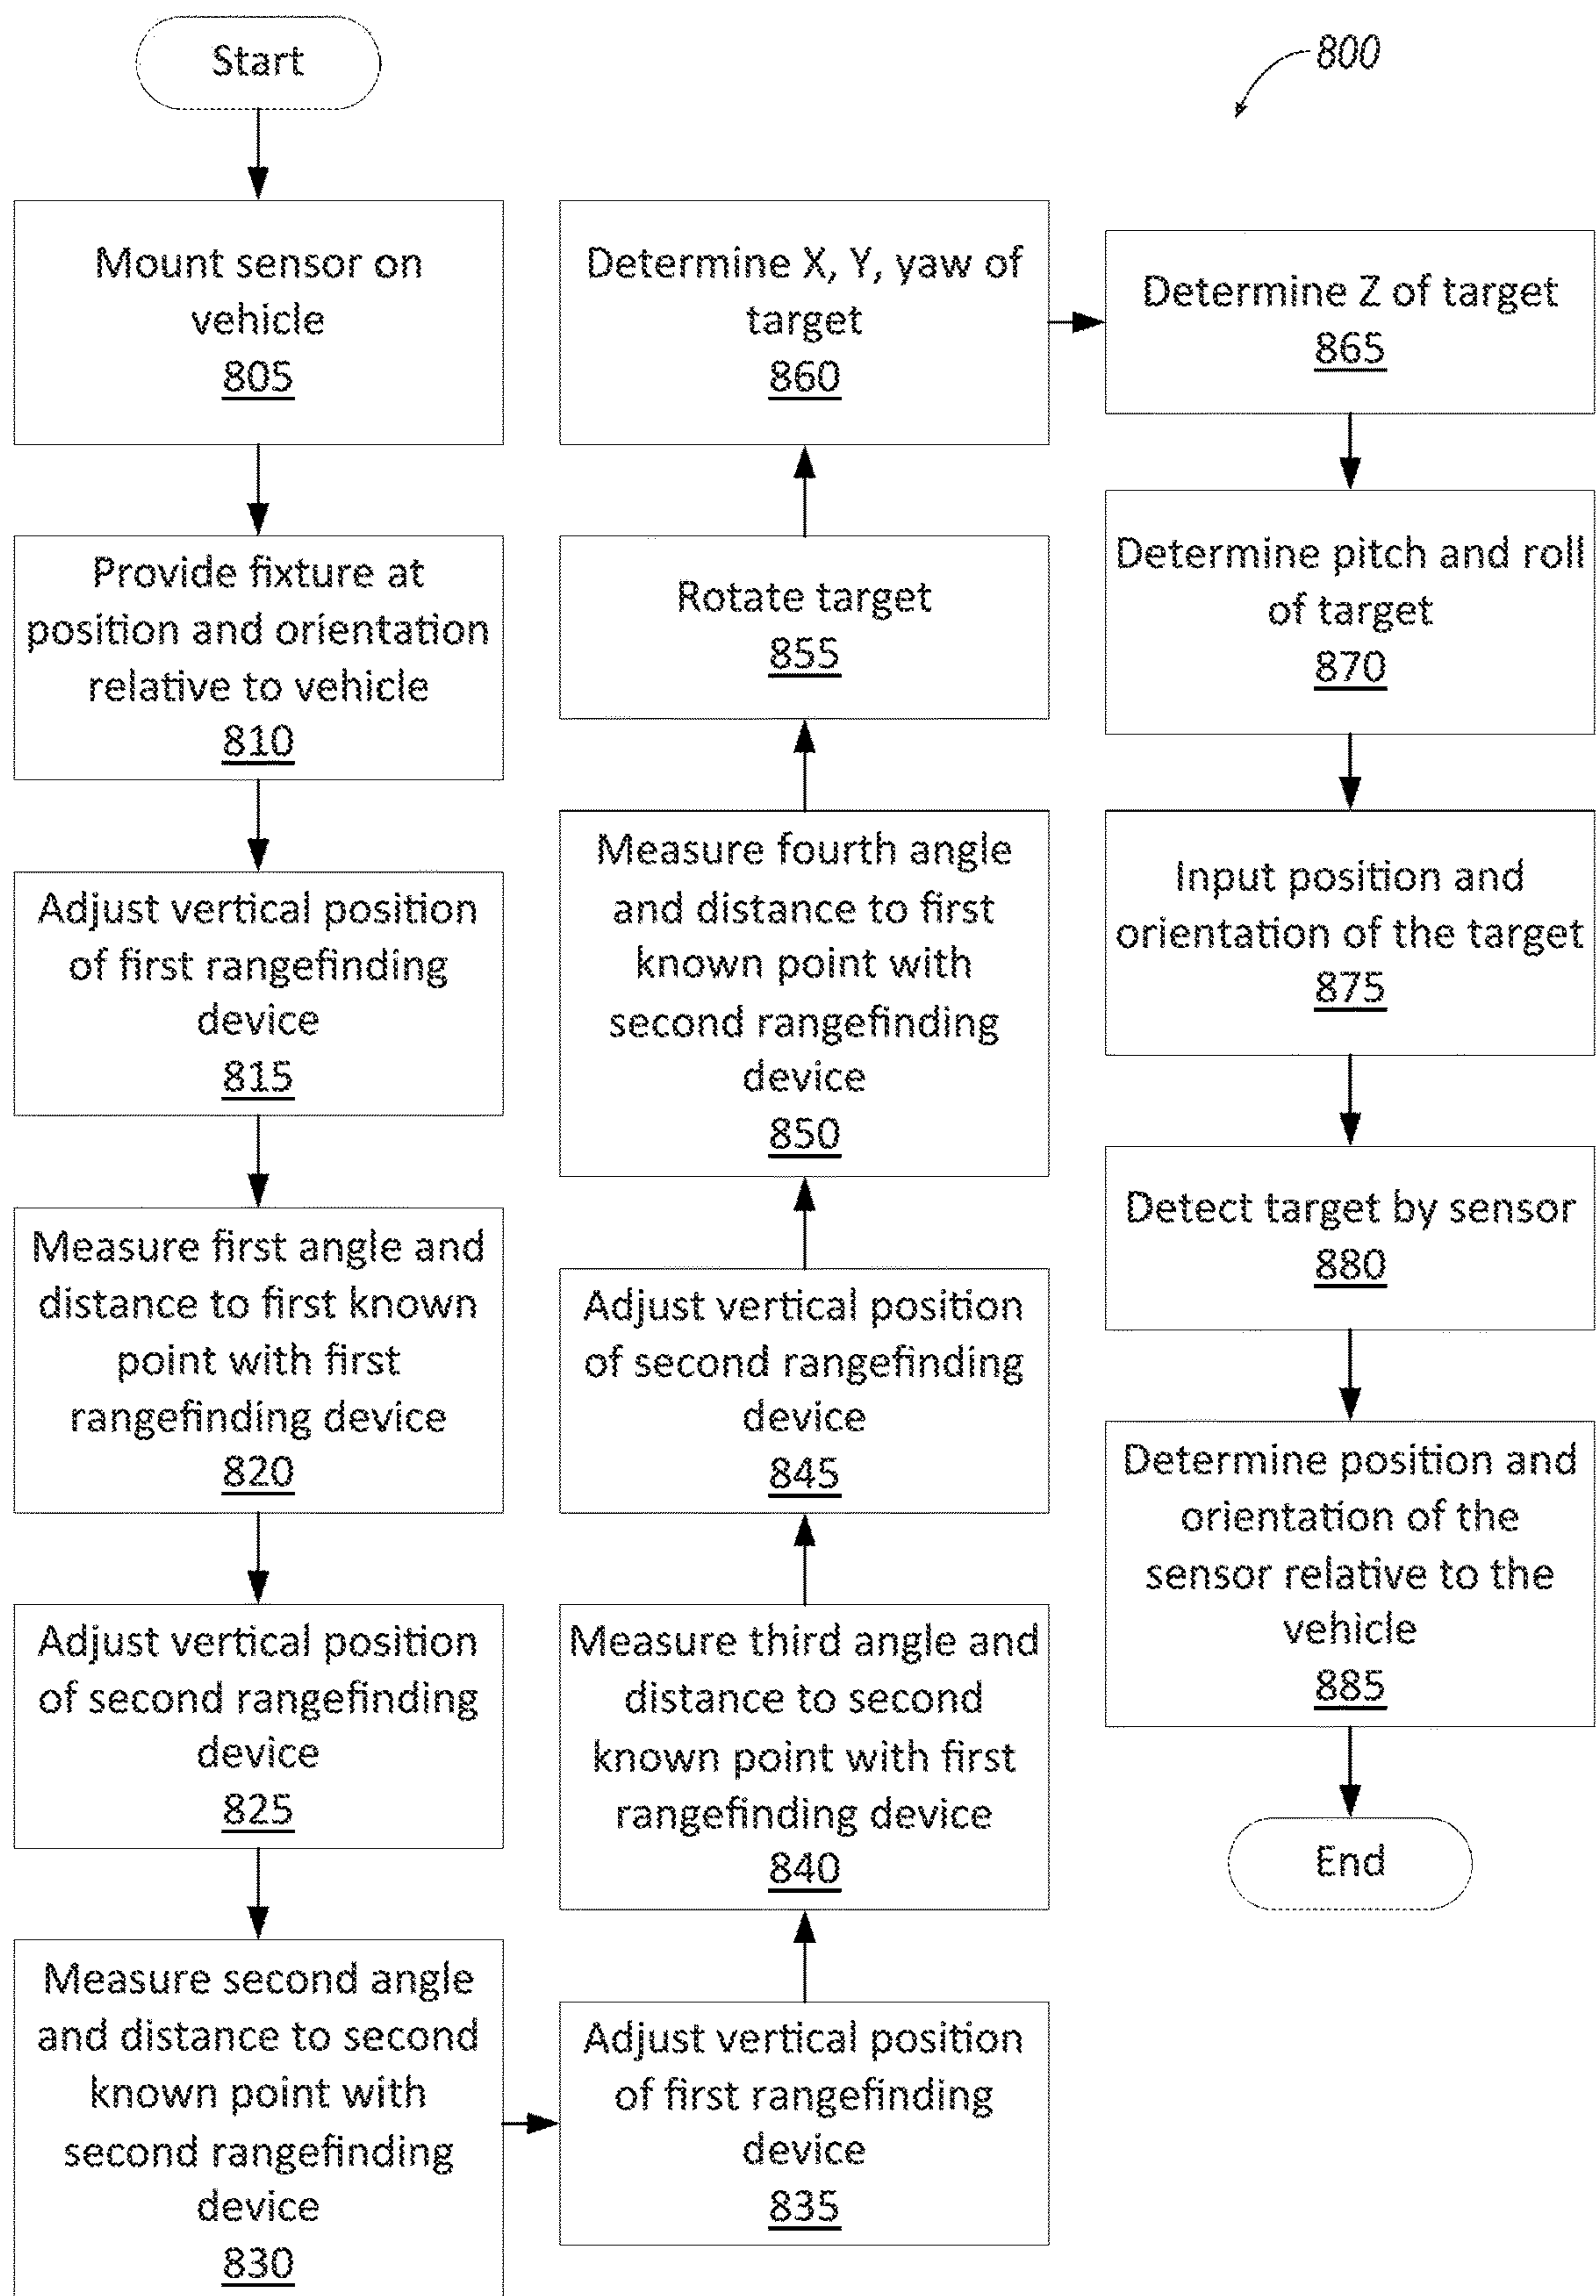 Start
800
Mount sensor on
vehicle
805
Provide fixture at
position and orientation
relative to vehicle
810
Adjust vertical position
of first rangefinding
device
815
Measure first angle and
distance to first known
point with first
rangefinding device
820
Adjust vertical position
of second rangefinding
device
825
Measure second angle
and distance to second
known point with
second rangefinding
device
830
Adjust vertical position
of first rangefinding
device
835
Measure third angle and
distance to second
known point with first
rangefinding device
840
Adjust vertical position
of second rangefinding
device
845
Measure fourth angle
and distance to first
known point with
second rangefinding
device
850
Rotate target
855
Determine X, Y, yaw of
target
860
Determine Z of target
865
Determine pitch and roll
of target
870
Input position and
orientation of the target
875
Detect target by sensor
880
Determine position and
orientation of the
sensor relative to the
vehicle
885
End